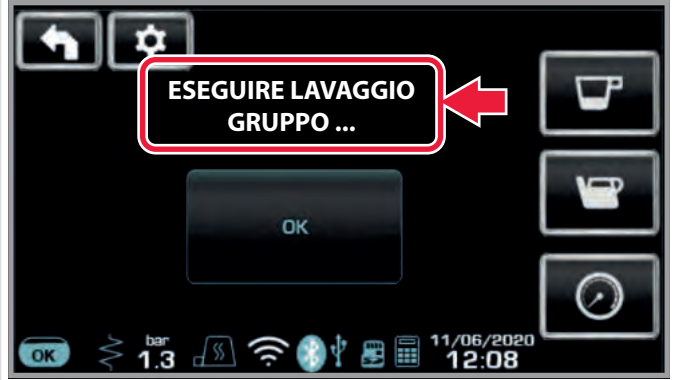 ESEGUIRE LAVAGGIO
GRUPPO ...
OK
OK
bar
1.3
11/06/2020
12:08